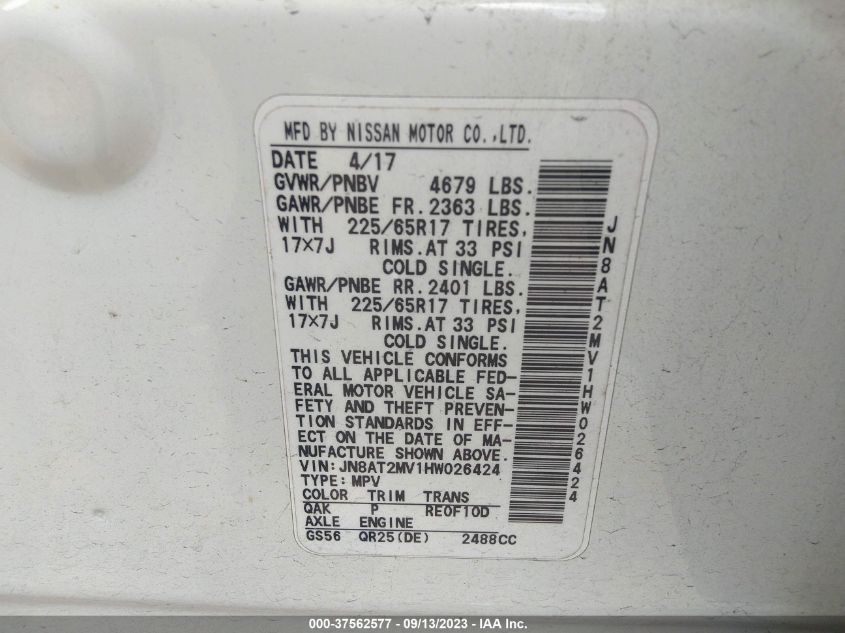 MFD BY NISSAN MOTOR CO.,LTD.
DATE 4/17
GVWR/PNBV 4679 LBS.
GAWR/PNBE FR. 2363 LBS.
WITH 225/65R17 TIRES,
17X7J RIMS.AT 33 PSI
COLD SINGLE.
GAWR/PNBE RR. 2401 LBS.
WITH 225/65R17 TIRES,
17X7J RIMS.AT 33 PSI
COLD SINGLE.
THIS VEHICLE CONFORMS
TO ALL APPLICABLE FED-
ERAL MOTOR VEHICLE SA-
FETY AND THEFT PREVEN-
TION STANDARDS IN EFF-
ECT ON THE DATE OF MA-
NUFACTURE SHOWN ABOVE.
VIN:JN8AT2MV1HW026424
TYPE:MPV
COLOR TRIM TRANS
QAK P RE0F10D
AXLE ENGINE
GS56 QR25(DE) 2488CC
JN8AT2MV1HW026424
000-37562577 - 09/13/2023 - IAA Inc.